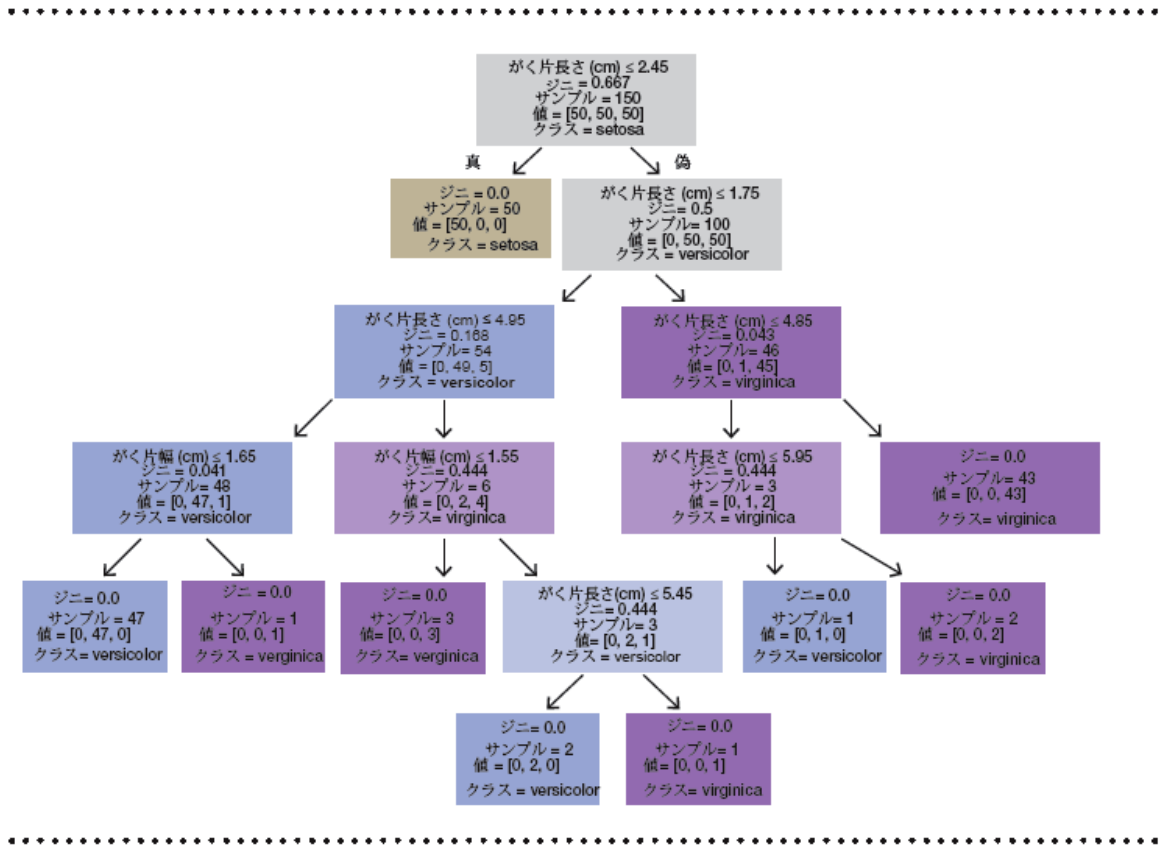 がく片長さ (cm) ≤ 2.45
ジニ = 0.667
サンプル = 150
値 = [50, 50, 50]
クラス = setosa
真
偽
ジニ = 0.0
サンプル = 50
値 = [50, 0, 0]
クラス = setosa
がく片長さ (cm) ≤ 1.75
ジニ= 0.5
サンプル = 100
値 = [0, 50, 50]
クラス = versicolor
がく片長さ (cm) ≤ 4.95
ジニ = 0.168
サンプル= 54
値 = [0, 49, 5]
クラス = versicolor
がく片長さ (cm) ≤ 4.85
ジニ = 0.043
サンプル = 46
値 = [0, 1, 45]
クラス = virginica
がく片幅 (cm) ≤ 1.65
ジニ = 0.041
サンプル = 48
値 = [0, 47, 1]
クラス = versicolor
がく片幅 (cm) ≤ 1.55
ジニ = 0.444
サンプル = 6
値 = [0, 2, 4]
クラス= virginica
がく片長さ (cm) ≤ 5.95
ジニ = 0.444
サンプル = 3
値 = [0, 1, 2]
クラス = virginica
ジニ = 0.0
サンプル = 43
値 = [0, 0, 43]
クラス = virginica
ジニ= 0.0
サンプル = 47
値 = [0, 47, 0]
クラス = versicolor
ジニ = 0.0
サンプル = 1
値 = [0, 0, 1]
クラス = verginica
ジニ = 0.0
サンプル = 3
値= [0, 0, 3]
クラス= verginica
がく片長さ(cm) ≤ 5.45
ジニ= 0.444
サンプル = 3
値= [0, 2, 1]
クラス = versicolor
ジニ = 0.0
サンプル = 1
値 = [0, 1, 0]
クラス = versicolor
ジニ = 0.0
サンプル = 2
値 = [0, 0, 2]
クラス = virginica
ジニ= 0.0
サンプル = 2
値 = [0, 2, 0]
クラス = versicolor
ジニ = 0.0
サンプル = 1
値 = [0, 0, 1]
クラス = virginica